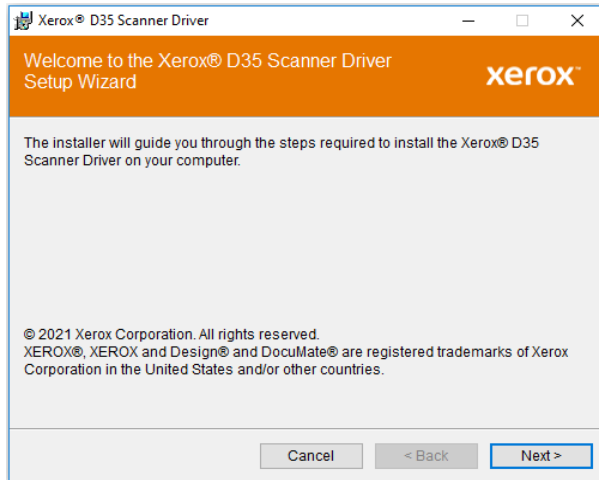 Xerox® D35 Scanner Driver
Welcome to the Xerox® D35 Scanner Driver
Setup Wizard
xerox™
The installer will guide you through the steps required to install the Xerox® D35
Scanner Driver on your computer.
© 2021 Xerox Corporation. All rights reserved.
XEROX®, XEROX and Design® and DocuMate® are registered trademarks of Xerox
Corporation in the United States and/or other countries.
Cancel
< Back
Next >